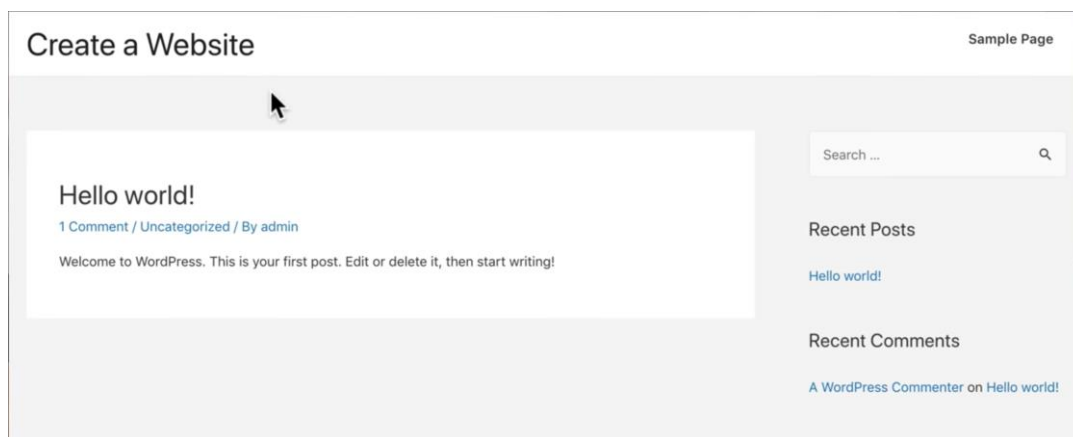 Create a Website
Sample Page
Search ...
Hello world!
1 Comment / Uncategorized / By admin
Welcome to WordPress. This is your first post. Edit or delete it, then start writing!
Recent Posts
Hello world!
Recent Comments
A WordPress Commenter on Hello world!